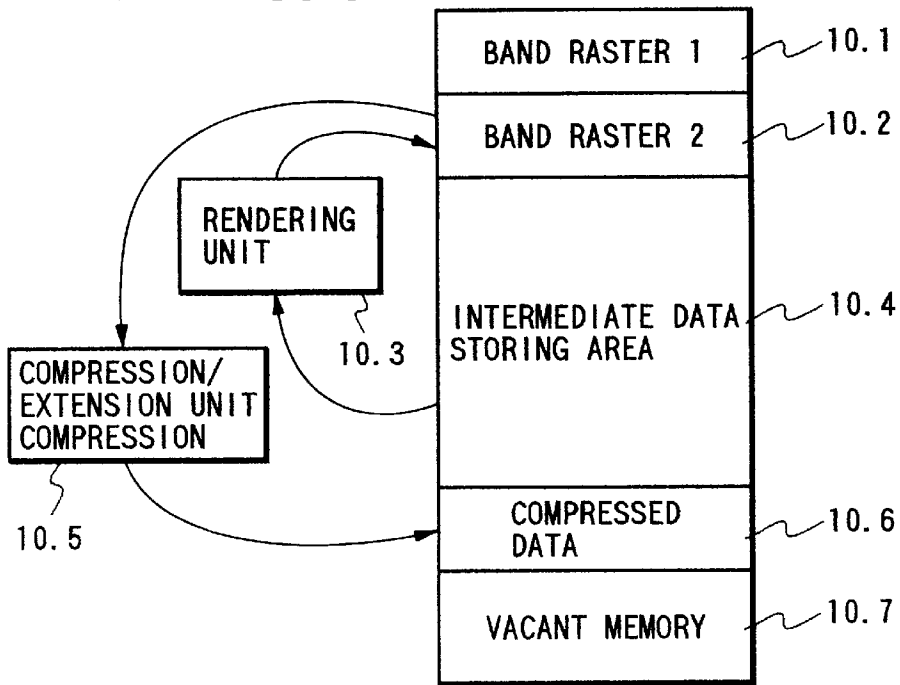 BAND RASTER 1
10.1
BAND RASTER 2
10.2
RENDERING
UNIT
10.3
INTERMEDIATE DATA
STORING AREA
10.4
COMPRESSION/
EXTENSION UNIT
COMPRESSION
10.5
COMPRESSED
DATA
10.6
VACANT MEMORY
10.7